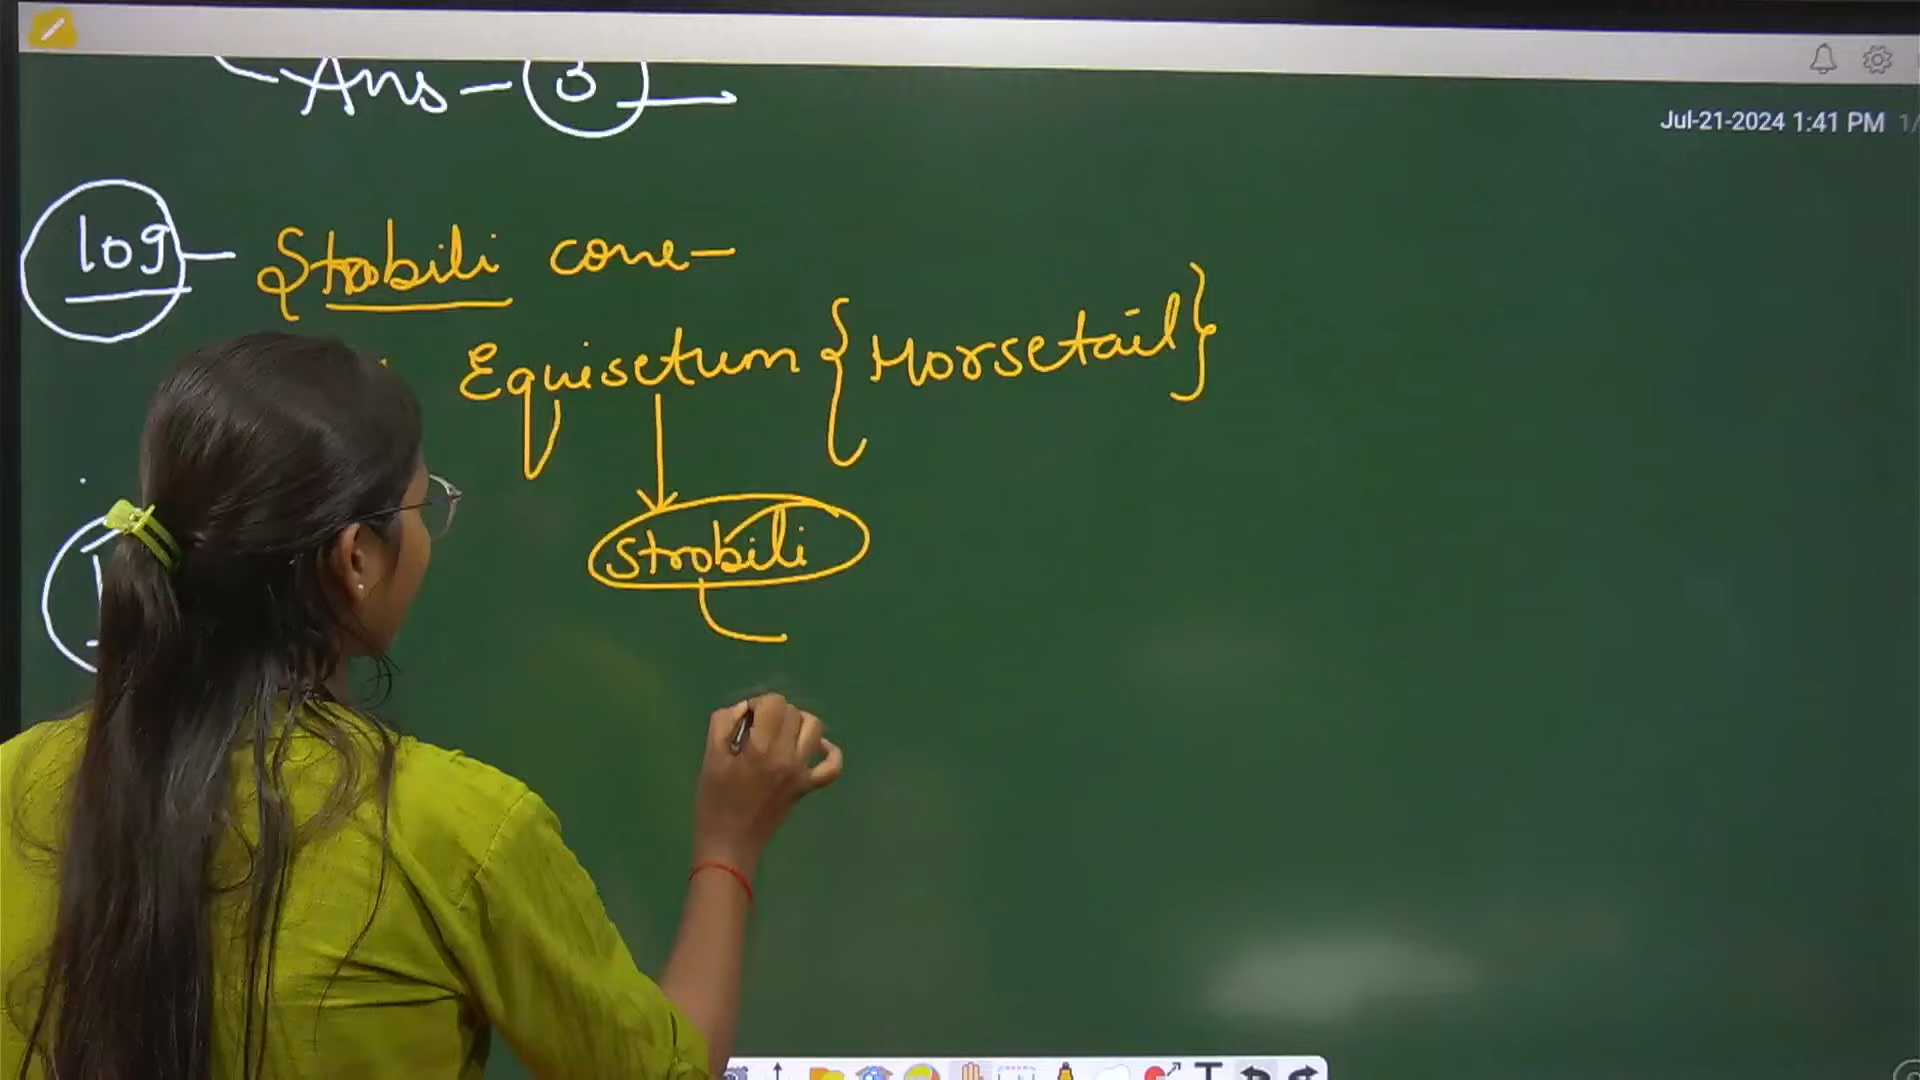 Jul-21-2024 1:41 PM
Ans - 3
109 - Strobili cone -
Equisetum { Horsetail }
strobili